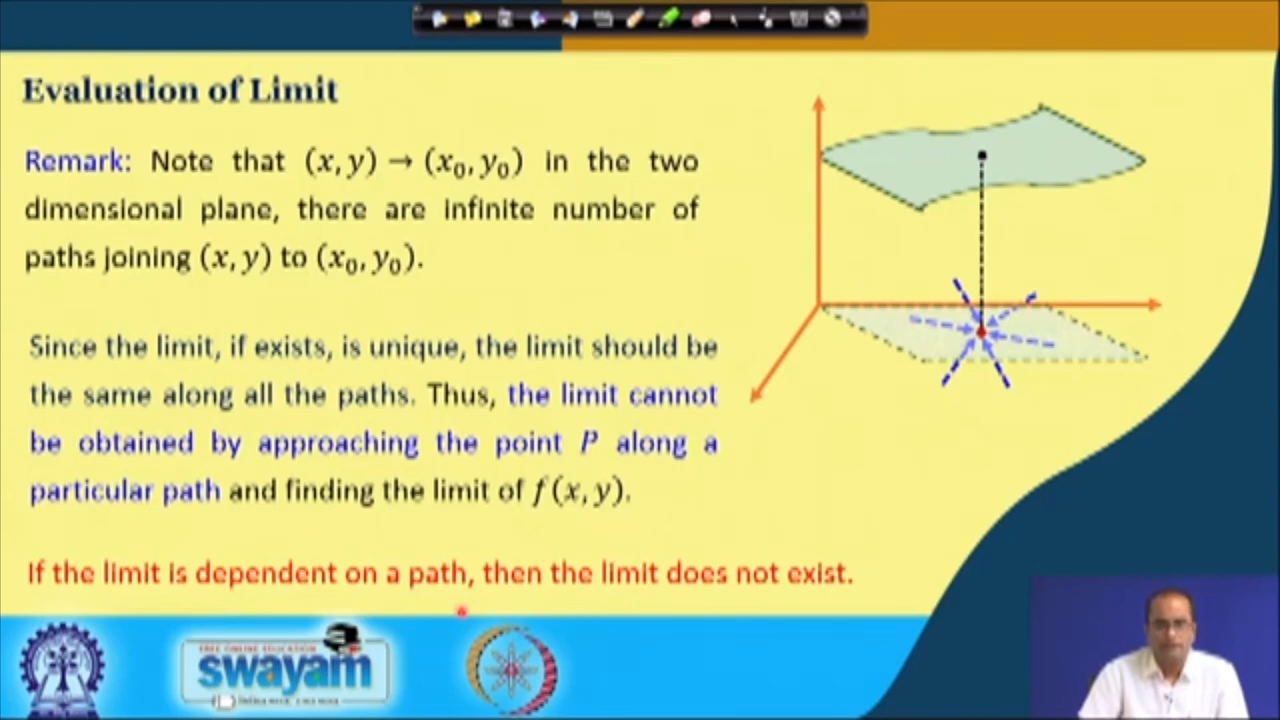 Evaluation of Limit
Remark: Note that (x, y) → (x₀, y₀) in the two
dimensional plane, there are infinite number of
paths joining (x, y) to (x₀, y₀).
Since the limit, if exists, is unique, the limit should be
the same along all the paths. Thus, the limit cannot
be obtained by approaching the point P along a
particular path and finding the limit of f(x, y).
If the limit is dependent on a path, then the limit does not exist.
FREE ONLINE EDUCATION
swayam